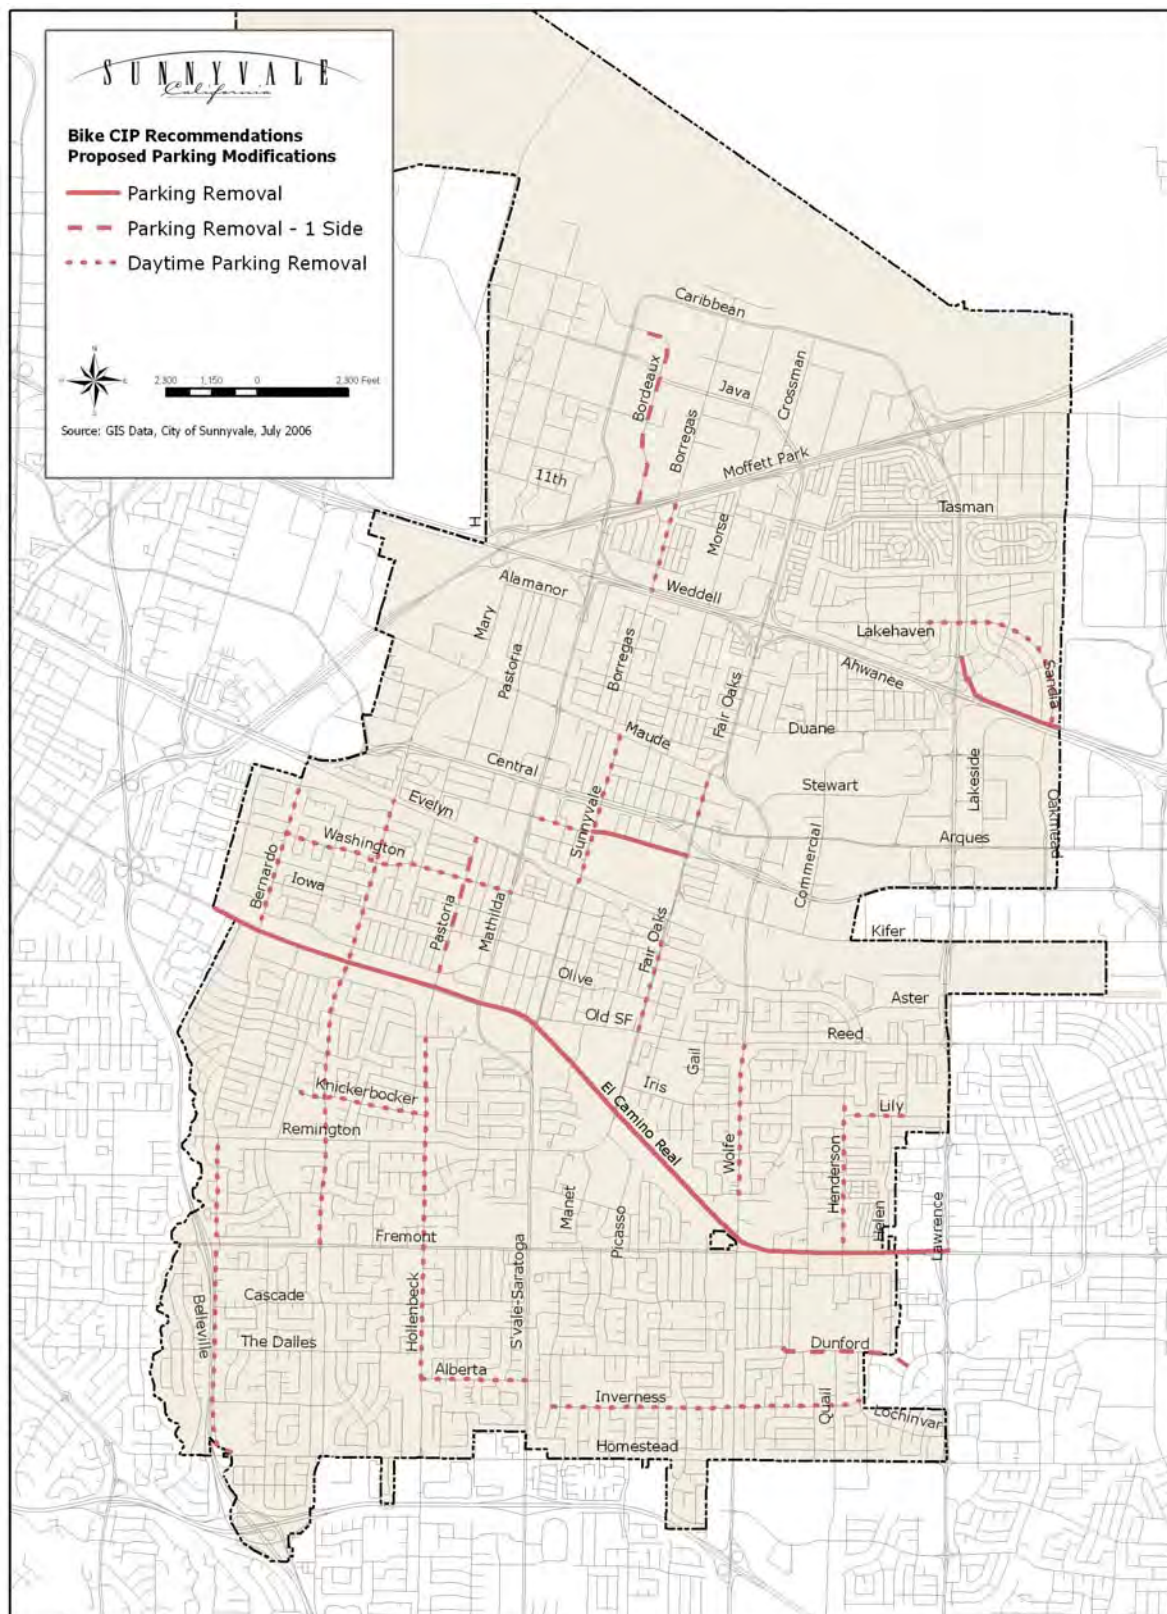 SUNNYVALE
California
Bike CIP Recommendations
Proposed Parking Modifications
Parking Removal
Parking Removal - 1 Side
Daytime Parking Removal
N
2,300 1,150 0 2,300 Feet
Source: GIS Data, City of Sunnyvale, July 2006
Caribbean
Bordeaux
Java
Crossman
Borregas
Moffett Park
11th
H
Tasman
Morse
Alamanor
Weddell
Mary
Lakehaven
Pastoria
Borregas
Ahwanee
Sandia
Fair Oaks
Maude
Duane
Central
Stewart
Lakeside
Evelyn
Oakmead
Washington
Sunnyvale
Arques
Bernardo
Commercial
Iowa
Pastoria
Mathilda
Fair Oaks
Kifer
Olive
Aster
Old SF
Reed
Gail
Iris
Knickerbocker
El Camino Real
Lily
Remington
Wolfe
Henderson
Manet
Helen
Picasso
Lawrence
Fremont
S'vale-Saratoga
Cascade
Hollenbeck
Belleville
The Dalles
Dunford
Alberta
Inverness
Quail
Lochinvar
Homestead